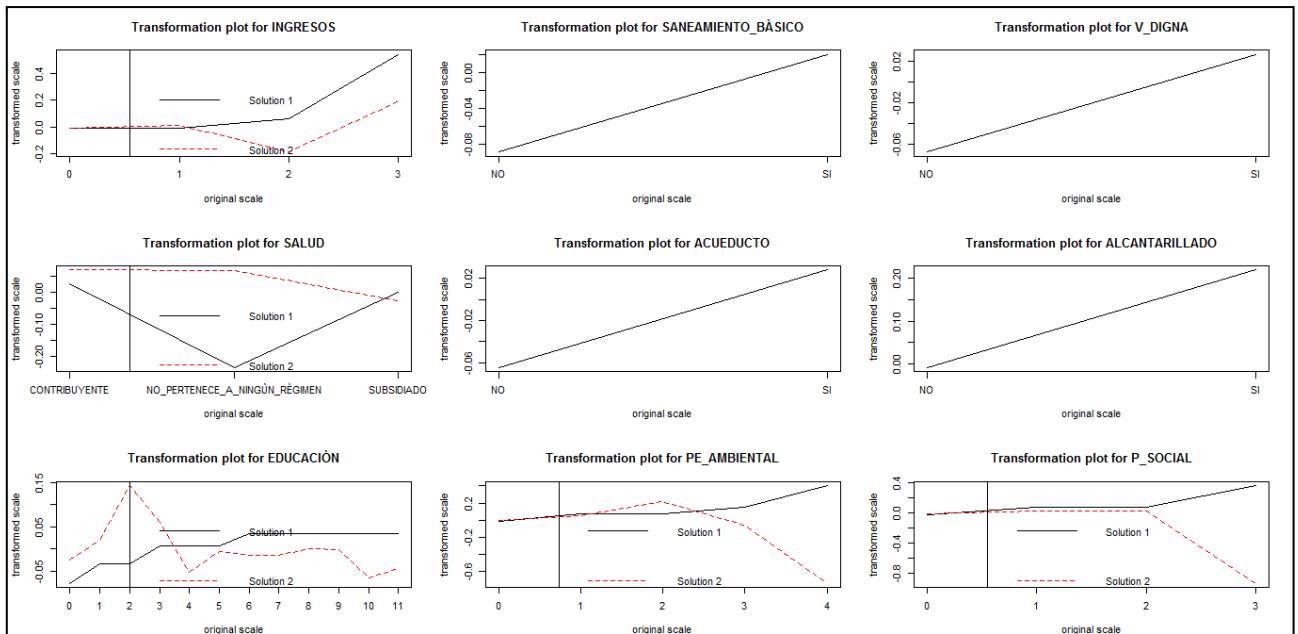 Transformation plot for INGRESOS
transformed scale
-0.2 0.0 0.2 0.4
Solution 1
Solution 2
0 1 2 3
original scale
Transformation plot for SANEAMIENTO_BÀSICO
transformed scale
-0.08 -0.04 0.00
NO SI
original scale
Transformation plot for V_DIGNA
transformed scale
-0.06 -0.02 0.02
NO SI
original scale
Transformation plot for SALUD
transformed scale
-0.20 -0.10 0.00
Solution 1
Solution 2
CONTRIBUYENTE NO_PERTENECE_A_NINGÙN_RÈGIMEN SUBSIDIADO
original scale
Transformation plot for ACUEDUCTO
transformed scale
-0.06 -0.02 0.02
NO SI
original scale
Transformation plot for ALCANTARILLADO
transformed scale
0.00 0.10 0.20
NO SI
original scale
Transformation plot for EDUCACIÒN
transformed scale
-0.05 0.05 0.15
Solution 1
Solution 2
0 1 2 3 4 5 6 7 8 9 10 11
original scale
Transformation plot for PE_AMBIENTAL
transformed scale
-0.6 -0.2 0.2
Solution 1
Solution 2
0 1 2 3 4
original scale
Transformation plot for P_SOCIAL
transformed scale
-0.8 -0.4 0.0 0.4
Solution 1
Solution 2
0 1 2 3
original scale